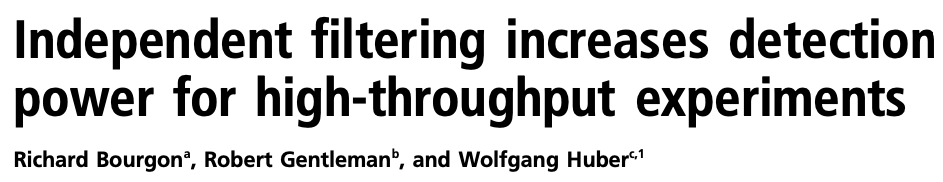 Independent filtering increases detection
power for high-throughput experiments
Richard Bourgonᵃ, Robert Gentlemanᵇ, and Wolfgang Huberᶜ,¹